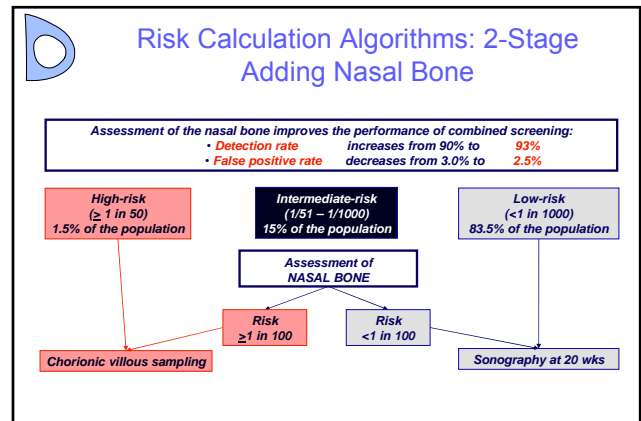 Risk Calculation Algorithms: 2-Stage
Adding Nasal Bone
Assessment of the nasal bone improves the performance of combined screening:
• Detection rate increases from 90% to 93%
• False positive rate decreases from 3.0% to 2.5%
High-risk
(≥ 1 in 50)
1.5% of the population
Intermediate-risk
(1/51 – 1/1000)
15% of the population
Low-risk
(<1 in 1000)
83.5% of the population
Assessment of
NASAL BONE
Risk
≥1 in 100
Risk
<1 in 100
Chorionic villous sampling
Sonography at 20 wks